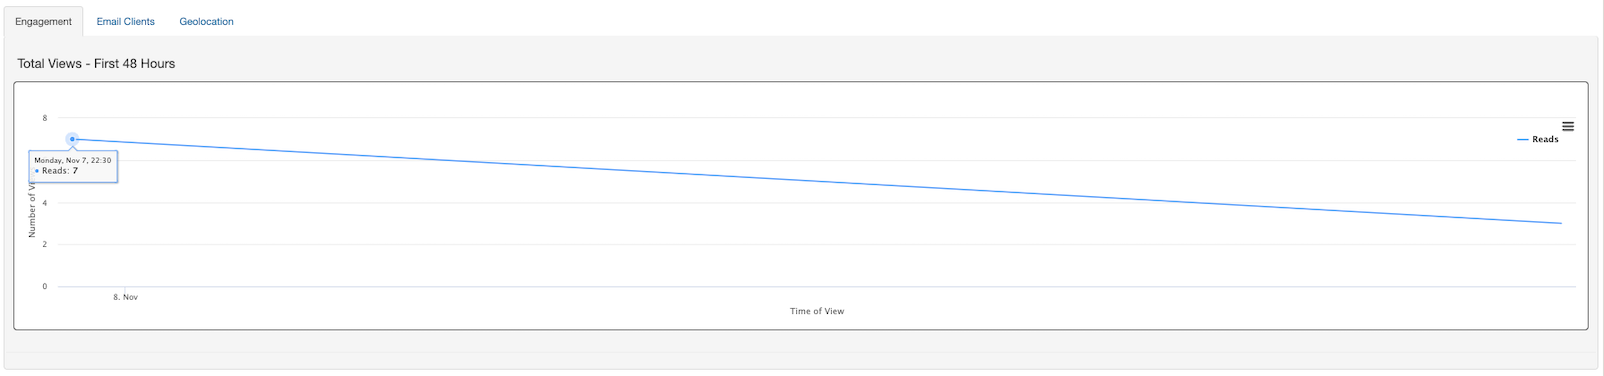 Engagement Email Clients Geolocation
Total Views - First 48 Hours
8
Reads
Monday, Nov 7, 22:30
Reads: 7
Number of
4
2
0
8. Nov
Time of View